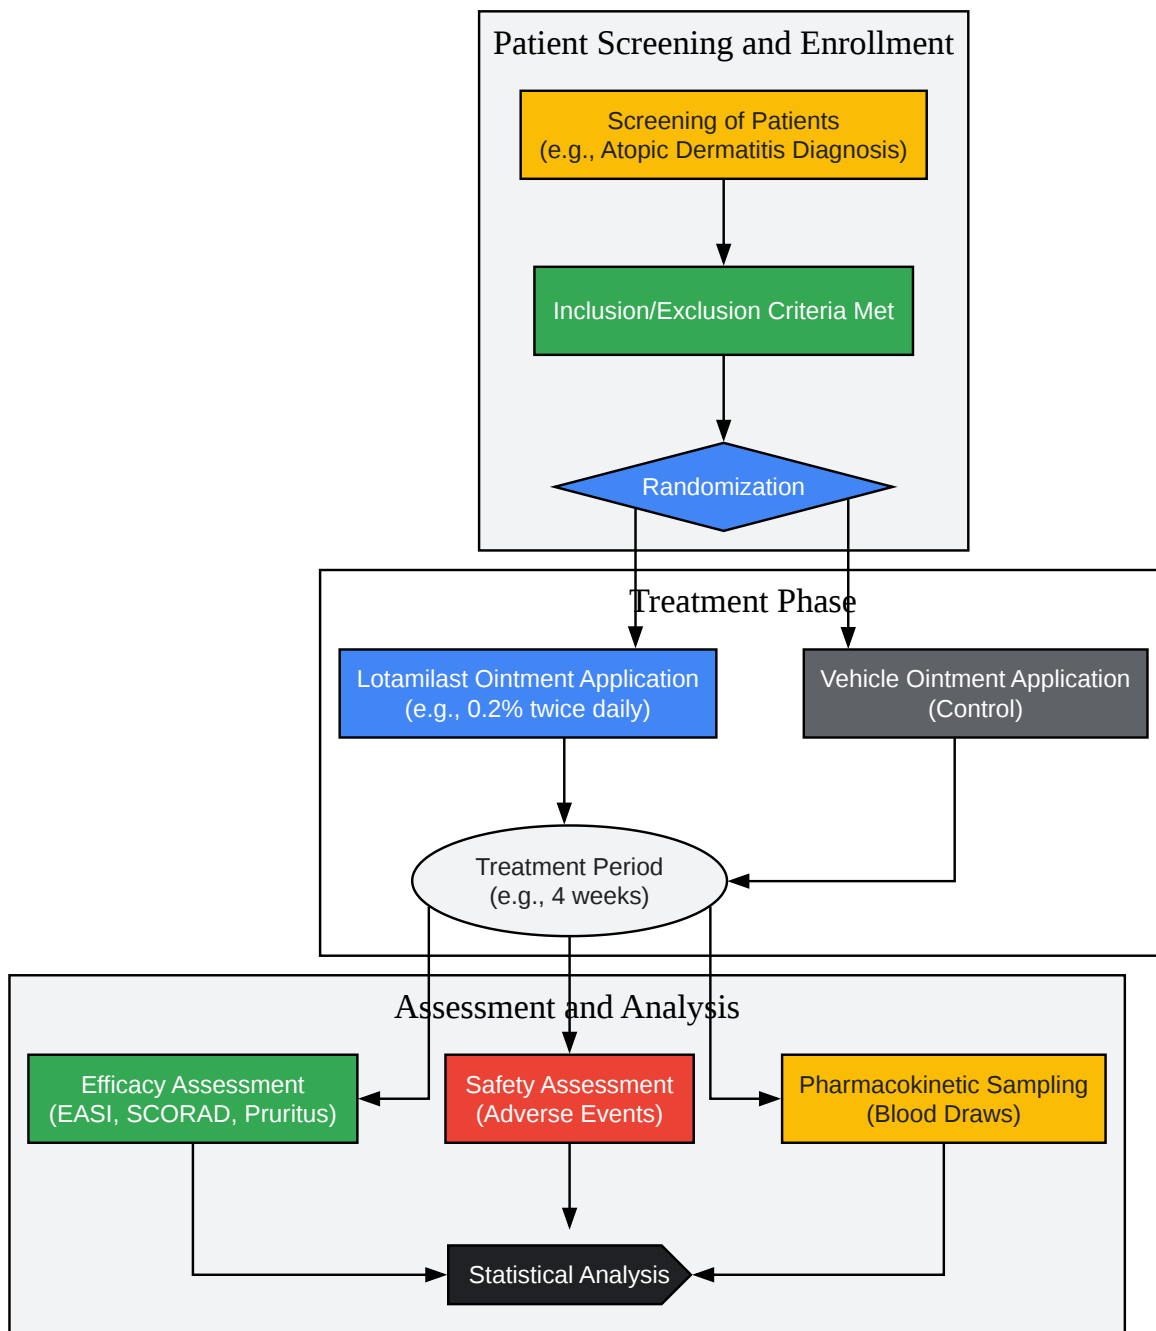 Patient Screening and Enrollment
Screening of Patients
(e.g., Atopic Dermatitis Diagnosis)
Inclusion/Exclusion Criteria Met
Randomization
Treatment Phase
Lotamilast Ointment Application
(e.g., 0.2% twice daily)
Vehicle Ointment Application
(Control)
Treatment Period
(e.g., 4 weeks)
Assessment and Analysis
Efficacy Assessment
(EASI, SCORAD, Pruritus)
Safety Assessment
(Adverse Events)
Pharmacokinetic Sampling
(Blood Draws)
Statistical Analysis